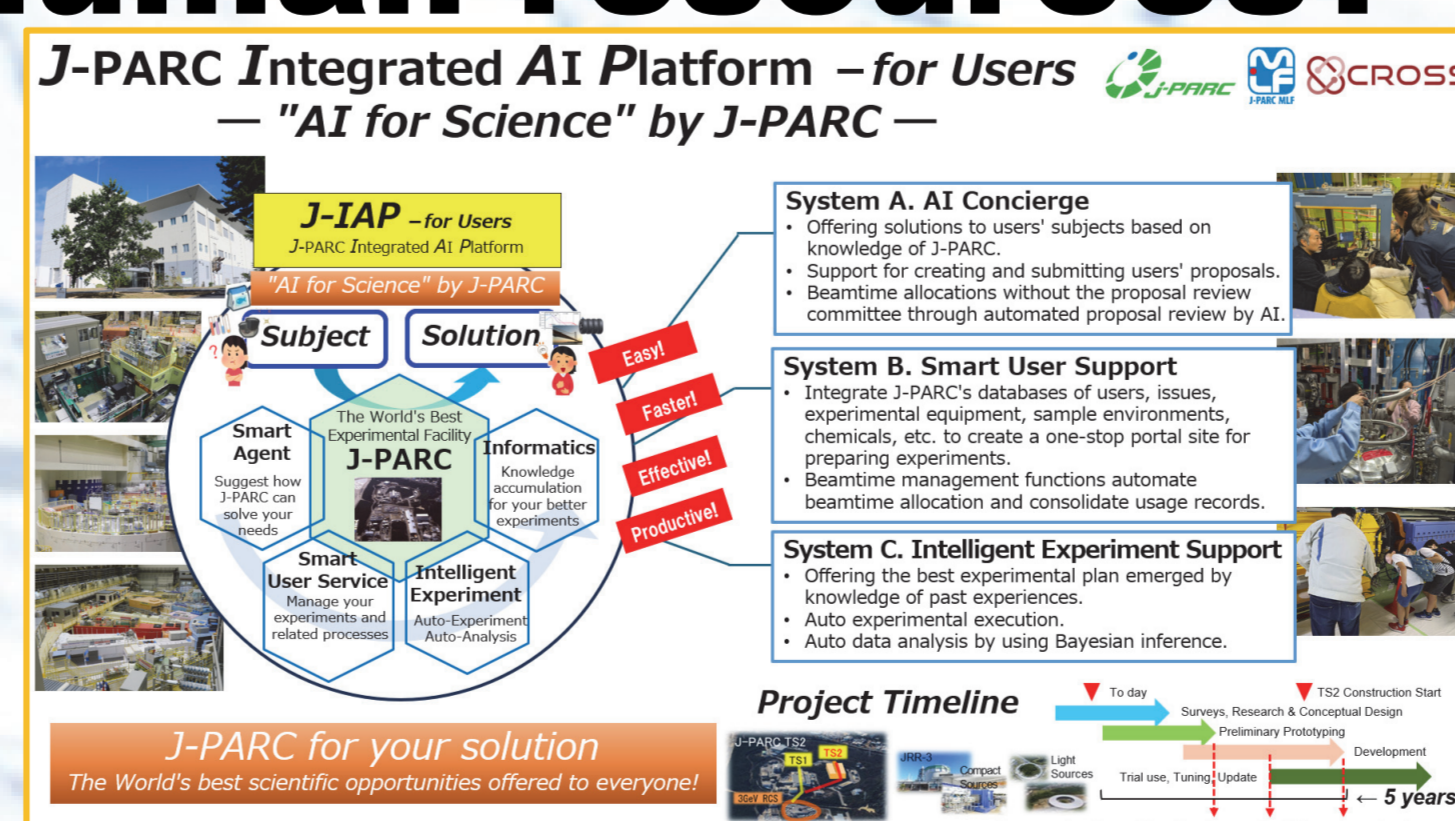 Human resources?
J-PARC Integrated AI Platform – for Users
— "AI for Science" by J-PARC —
J-PARC
J-PARC MLF
CROSS
J-IAP – for Users
J-PARC Integrated AI Platform
"AI for Science" by J-PARC
Subject
Solution
?
The World's Best
Experimental Facility
J-PARC
Smart
Agent
Suggest how
J-PARC can
solve your
needs
Informatics
Knowledge
accumulation
for your better
experiments
Smart
User Service
Manage your
experiments and
related processes
Intelligent
Experiment
Auto-Experiment
Auto-Analysis
Easy!
Faster!
Effective!
Productive!
System A. AI Concierge
• Offering solutions to users' subjects based on
knowledge of J-PARC.
• Support for creating and submitting users' proposals.
• Beamtime allocations without the proposal review
committee through automated proposal review by AI.
System B. Smart User Support
• Integrate J-PARC's databases of users, issues,
experimental equipment, sample environments,
chemicals, etc. to create a one-stop portal site for
preparing experiments.
• Beamtime management functions automate
beamtime allocation and consolidate usage records.
System C. Intelligent Experiment Support
• Offering the best experimental plan emerged by
knowledge of past experiences.
• Auto experimental execution.
• Auto data analysis by using Bayesian inference.
J-PARC for your solution
The World's best scientific opportunities offered to everyone!
Project Timeline
J-PARC TS2
TS1
TS2
3GeV RCS
JRR-3
Compact
Sources
Light
Sources
To day
TS2 Construction Start
Surveys, Research & Conceptual Design
Preliminary Prototyping
Development
Trial use, Tuning, Update
← 5 years